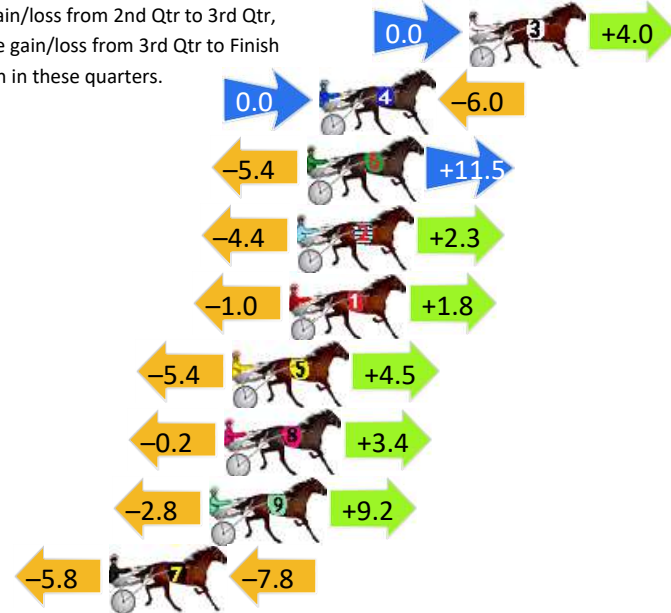 ain/loss from 2nd Qtr to 3rd Qtr,
e gain/loss from 3rd Qtr to Finish
n in these quarters.
0.0 3 +4.0
0.0 4 −6.0
−5.4 6 +11.5
−4.4 2 +2.3
−1.0 1 +1.8
−5.4 5 +4.5
−0.2 8 +3.4
−2.8 9 +9.2
−5.8 7 −7.8